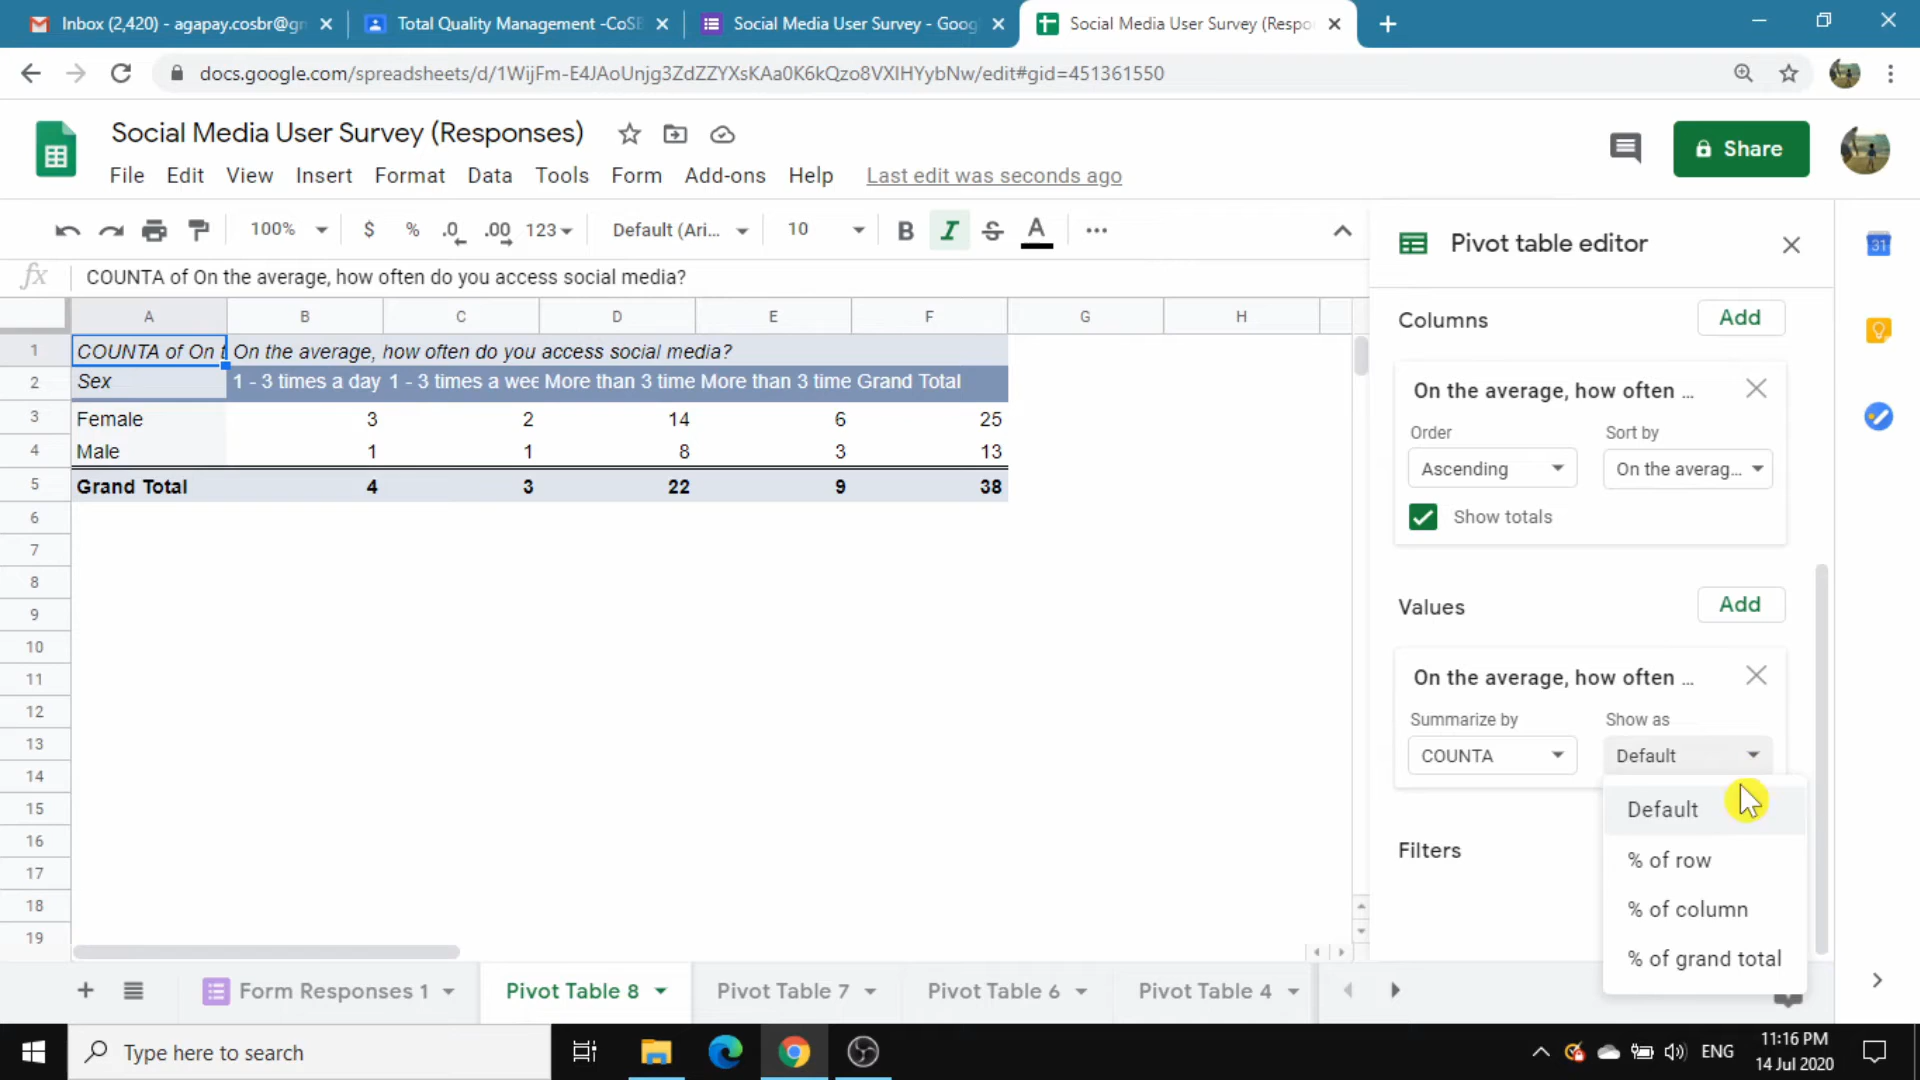 Inbox (2,420) - agapay.cosbr@gm
Total Quality Management -CoSB
Social Media User Survey - Goog
Social Media User Survey (Respo
docs.google.com/spreadsheets/d/1WijFm-E4JAoUnjg3ZdZZYXsKAa0K6kQzo8VXIHYybNw/edit#gid=451361550
Social Media User Survey (Responses)
Share
File Edit View Insert Format Data Tools Form Add-ons Help Last edit was seconds ago
100% $ % .0 .00 123 Default (Ari... 10 B I S A
Pivot table editor
fx COUNTA of On the average, how often do you access social media?
A B C D E F G H
1 COUNTA of On t On the average, how often do you access social media?
2 Sex 1 - 3 times a day 1 - 3 times a wee More than 3 time More than 3 time Grand Total
3 Female 3 2 14 6 25
4 Male 1 1 8 3 13
5 Grand Total 4 3 22 9 38
6
7
8
9
10
11
12
13
14
15
16
17
18
19
Columns Add
On the average, how often ...
Order Sort by
Ascending On the averag...
Show totals
Values Add
On the average, how often ...
Summarize by Show as
COUNTA Default
Default
% of row
% of column
% of grand total
Filters
31
Form Responses 1 Pivot Table 8 Pivot Table 7 Pivot Table 6 Pivot Table 4
Type here to search
ENG
11:16 PM
14 Jul 2020